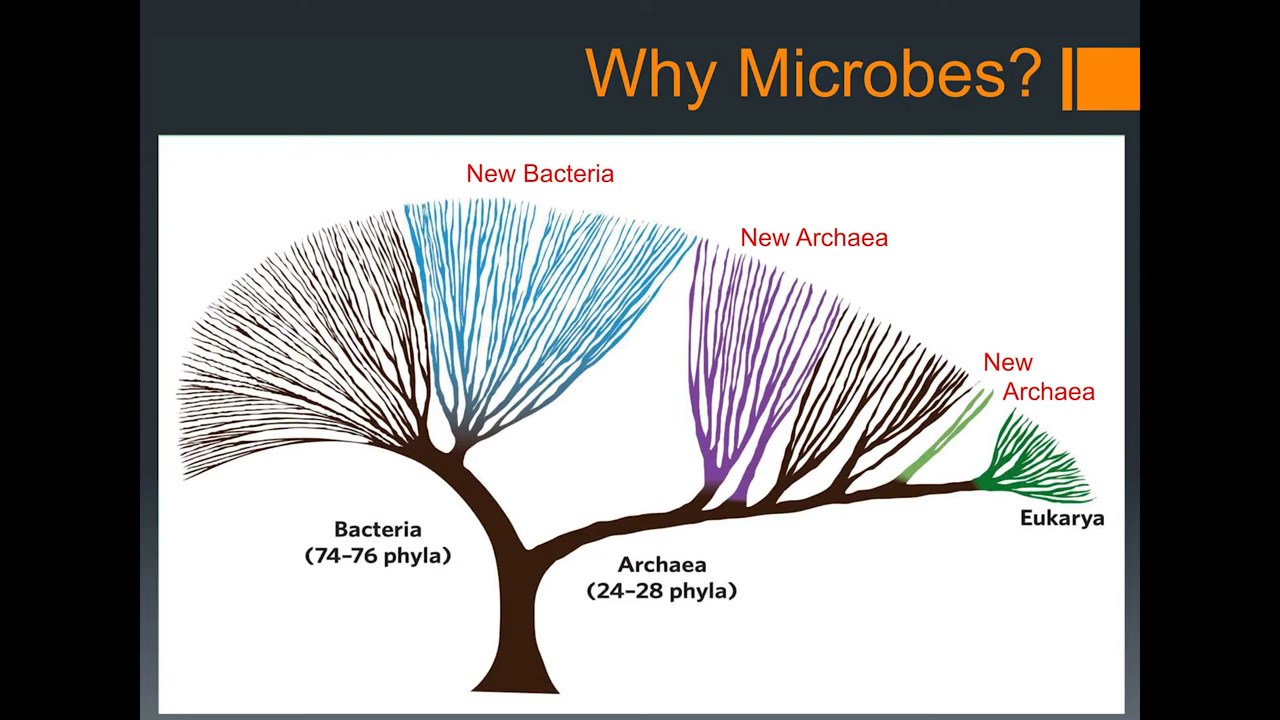 Why Microbes?
New Bacteria
New Archaea
New
Archaea
Eukarya
Bacteria
(74–76 phyla)
Archaea
(24–28 phyla)